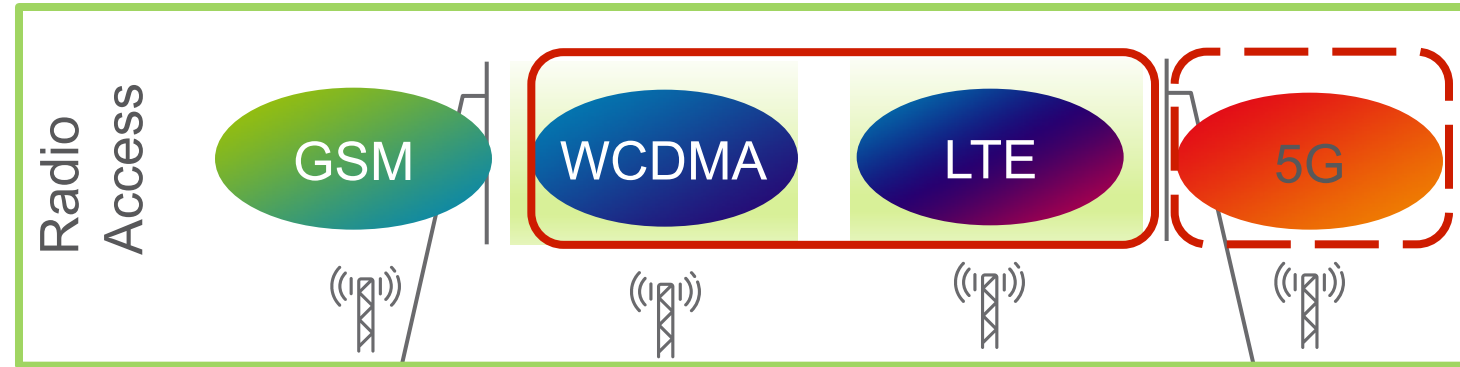 Radio
Access
GSM
WCDMA
LTE
5G